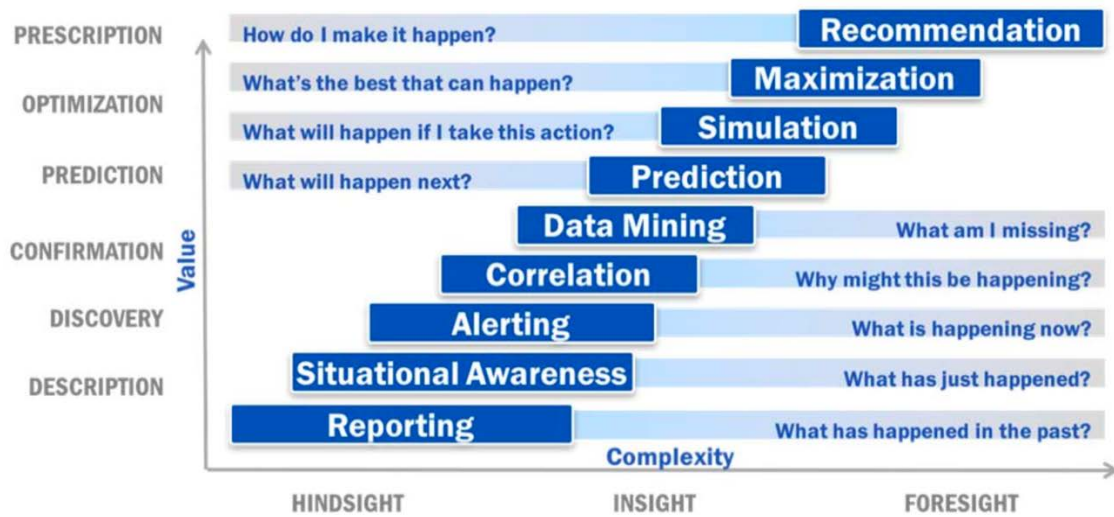 PRESCRIPTION
How do I make it happen?
Recommendation
What's the best that can happen?
Maximization
OPTIMIZATION
What will happen if I take this action?
Simulation
PREDICTION
What will happen next?
Prediction
Data Mining
What am I missing?
CONFIRMATION
Value
Correlation
Why might this be happening?
DISCOVERY
Alerting
What is happening now?
DESCRIPTION
Situational Awareness
What has just happened?
Reporting
What has happened in the past?
Complexity
HINDSIGHT
INSIGHT
FORESIGHT